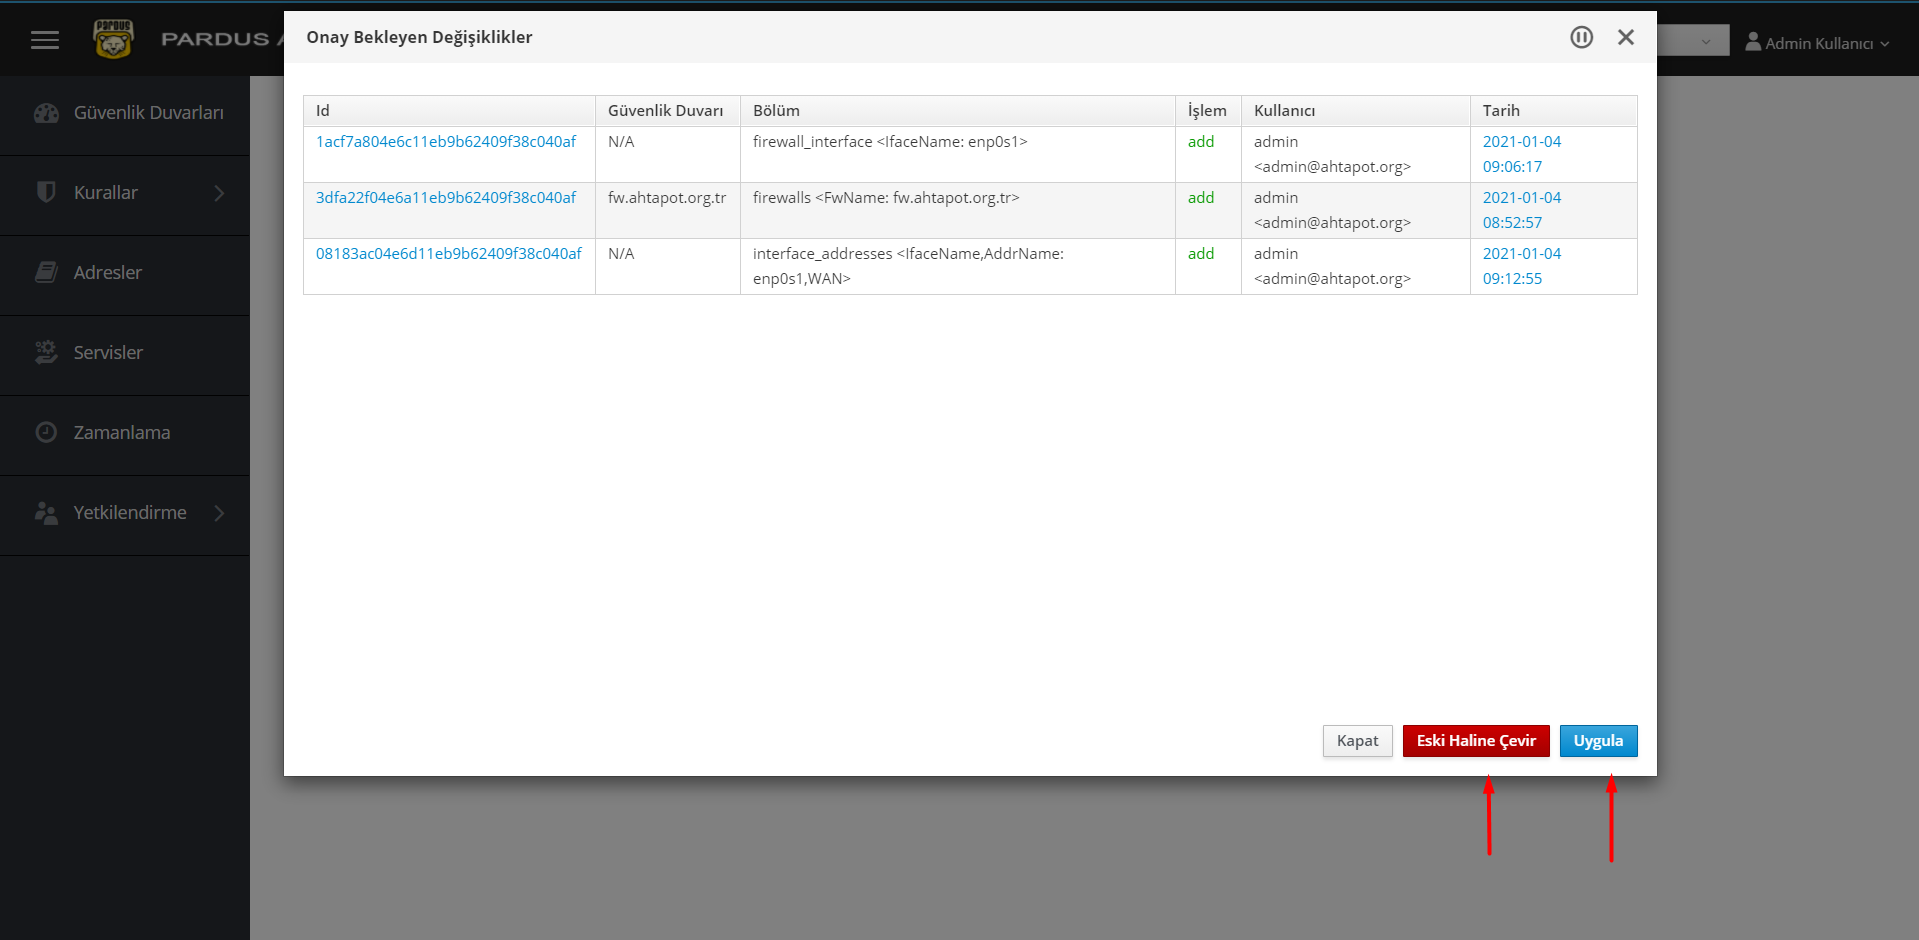 PARDUS
PARDUS A
Admin Kullanıcı
Güvenlik Duvarları
Kurallar
Adresler
Servisler
Zamanlama
Yetkilendirme
Onay Bekleyen Değişiklikler
Id Güvenlik Duvarı Bölüm İşlem Kullanıcı Tarih
1acf7a804e6c11eb9b62409f38c040af N/A firewall_interface <IfaceName: enp0s1> add admin 2021-01-04
<admin@ahtapot.org> 09:06:17
3dfa22f04e6a11eb9b62409f38c040af fw.ahtapot.org.tr firewalls <FwName: fw.ahtapot.org.tr> add admin 2021-01-04
<admin@ahtapot.org> 08:52:57
08183ac04e6d11eb9b62409f38c040af N/A interface_addresses <IfaceName,AddrName: add admin 2021-01-04
enp0s1,WAN> <admin@ahtapot.org> 09:12:55
Kapat Eski Haline Çevir Uygula